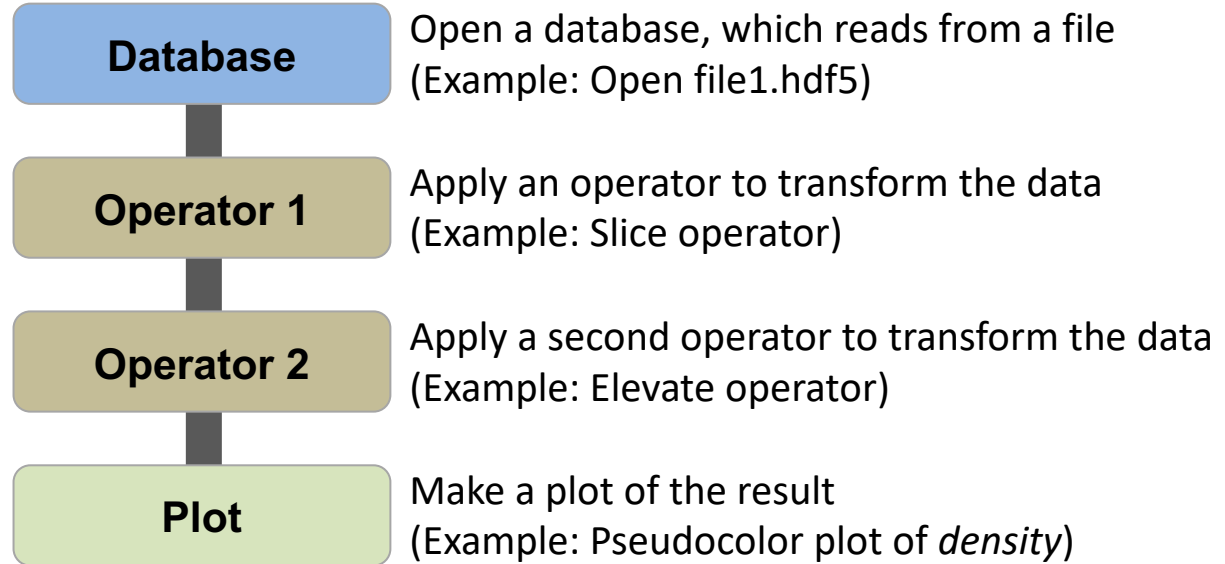 Database
Open a database, which reads from a file
(Example: Open file1.hdf5)
Operator 1
Apply an operator to transform the data
(Example: Slice operator)
Operator 2
Apply a second operator to transform the data
(Example: Elevate operator)
Plot
Make a plot of the result
(Example: Pseudocolor plot of density)